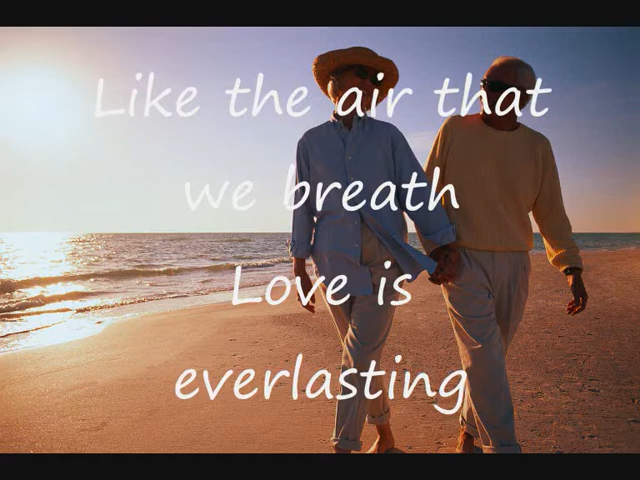 Like the air that
we breath
Love is
everlasting